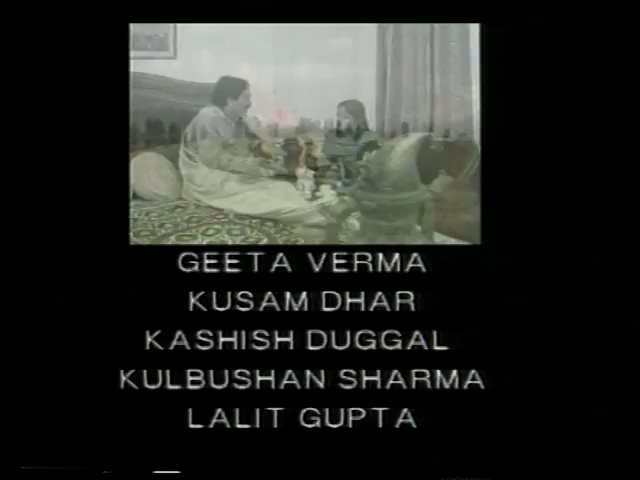 GEETA VERMA
KUSAM DHAR
KASHISH DUGGAL
KULBUSHAN SHARMA
LALIT GUPTA